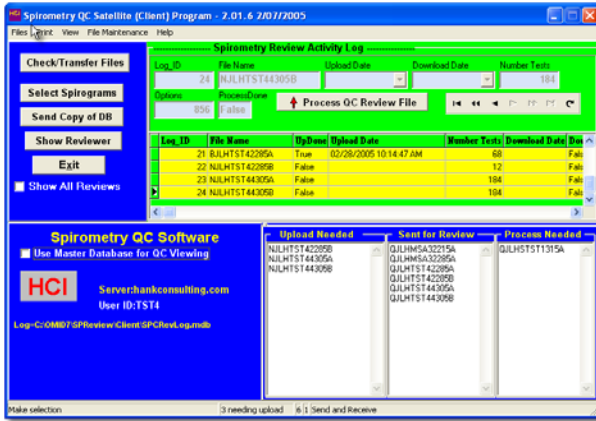 Spirometry QC Satellite (Client) Program - 2.01.6 2/07/2005
Files Print View File Maintenance Help
Check/Transfer Files
Select Spirograms
Send Copy of DB
Show Reviewer
Exit
Show All Reviews
Spirometry Review Activity Log
Log_ID File Name Upload Date Download Date Number Tests
24 NJLHTST44305B 184
Options ProcessDone
856 False Process QC Review File
Log_ID File Name UpDone Upload Date Number Tests Download Date Do
21 BJLHTST42285A True 02/28/2005 10:14:47 AM 68 Fals
22 NJLHTST42285B False 12 Fals
23 NJLHTST44305A False 184 Fals
24 NJLHTST44305B False 184 Fals
Spirometry QC Software
Use Master Database for QC Viewing
HCI
Server:hankconsulting.com
User ID:TST4
Log=C:\OMID7\SPReview\Client\SPCRevLog.mdb
Upload Needed
NJLHTST42285B
NJLHTST44305A
NJLHTST44305B
Sent for Review
QJLHMSA32215A
QJLHMSA32285A
QJLHTST42285A
QJLHTST42285B
QJLHTST44305A
QJLHTST44305B
Process Needed
QJLHSTST1315A
Make selection 3 needing upload 6 1 Send and Receive